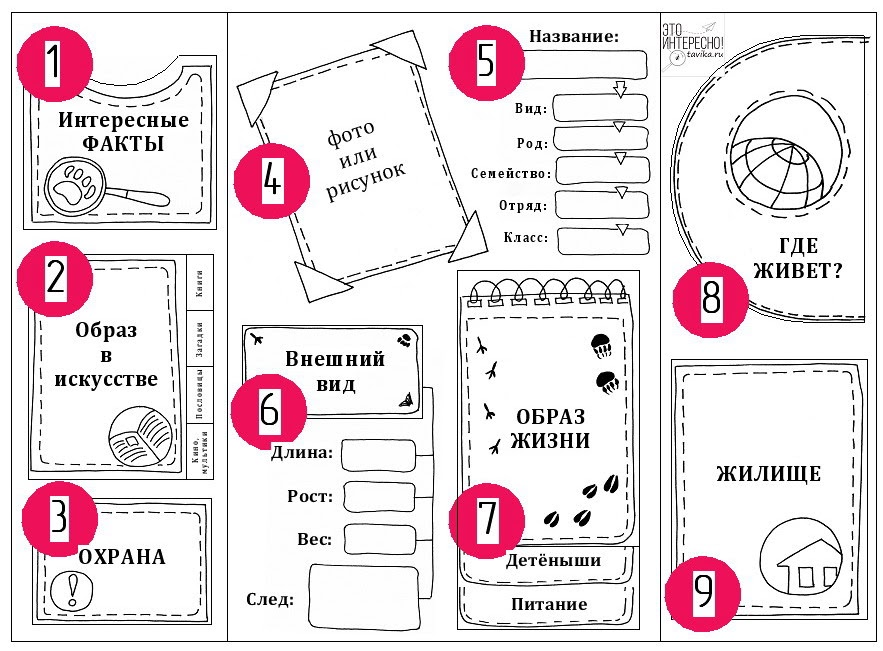 1
Интересные
ФАКТЫ
2
Образ
в
искусстве
Книги
Загадки
Пословицы
Кино,
мультики
3
ОХРАНА
4
фото
или
рисунок
5
Название:
Вид:
Род:
Семейство:
Отряд:
Класс:
6
Внешний
вид
Длина:
Рост:
Вес:
След:
7
ОБРАЗ
ЖИЗНИ
Детёныши
Питание
ЭТО
ИНТЕРЕСНО!
tavika.ru
8
ГДЕ
ЖИВЕТ?
9
ЖИЛИЩЕ